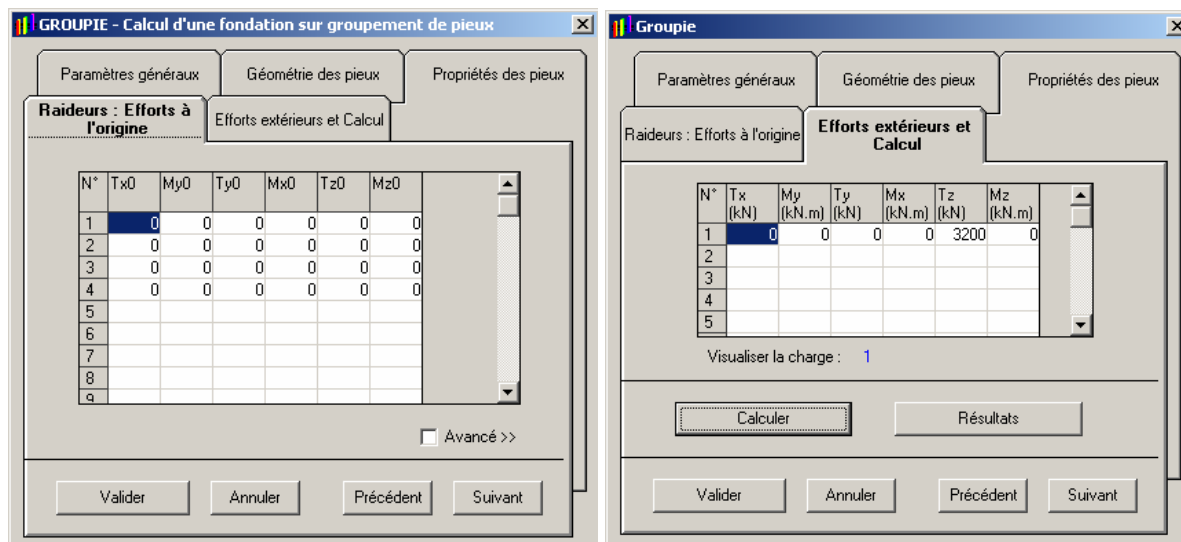 GROUPIE - Calcul d'une fondation sur groupement de pieux
Paramètres généraux Géométrie des pieux Propriétés des pieux
Raideurs : Efforts à l'origine
Efforts extérieurs et Calcul
N° Tx0 My0 Ty0 Mx0 Tz0 Mz0
1 0 0 0 0 0 0
2 0 0 0 0 0 0
3 0 0 0 0 0 0
4 0 0 0 0 0 0
5
6
7
8
9
Avancé >>
Valider Annuler Précédent Suivant
Groupie
Paramètres généraux Géométrie des pieux Propriétés des pieux
Raideurs : Efforts à l'origine
Efforts extérieurs et
Calcul
N° Tx My Ty Mx Tz Mz
(kN) (kN.m) (kN) (kN.m) (kN) (kN.m)
1 0 0 0 0 3200 0
2
3
4
5
Visualiser la charge : 1
Calculer Résultats
Valider Annuler Précédent Suivant